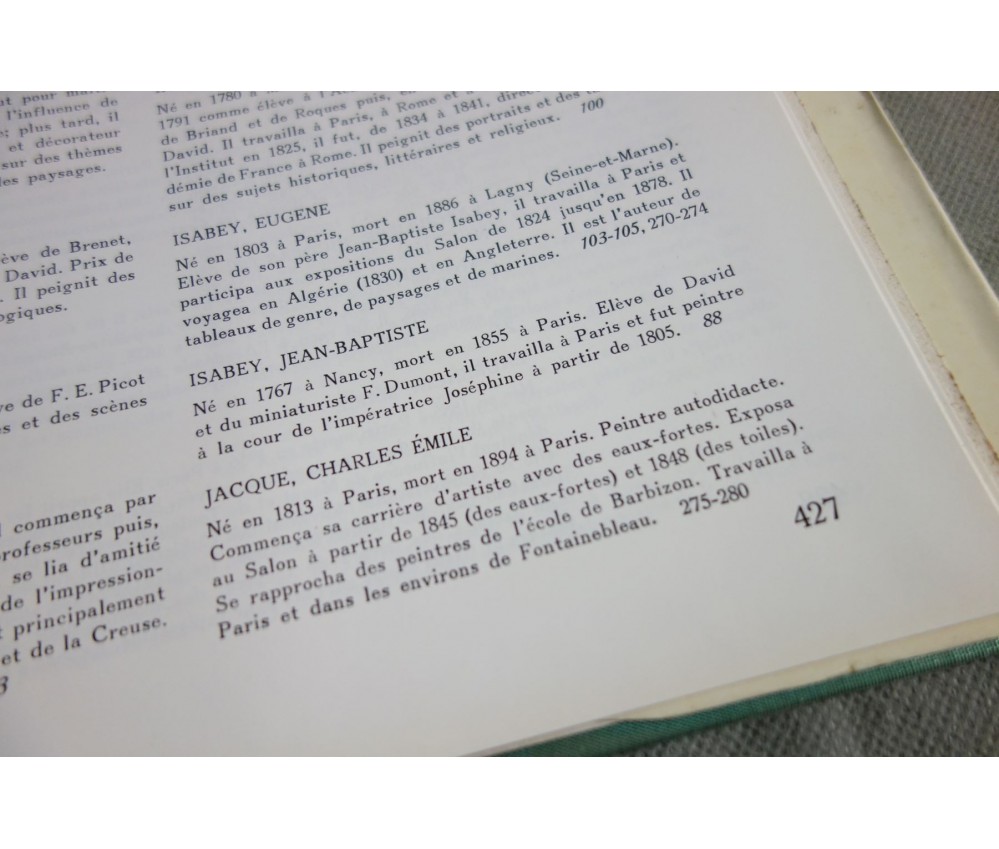 ut pour
l'influence de
e; plus tard, il
et décorateur
sur des thèmes
des paysages.
ève de Brenet,
David. Prix de
. Il peignit des
ogiques.
ve de F. E. Picot
es et des scènes
l commença par
professeurs puis,
se lia d'amitié
de l'impression-
t principalement
et de la Creuse.
3
Né en 1780 à
1791 comme élève à
de Briand et de Roques puis, en
David. Il travailla à Paris, à Rome et à
l'Institut en 1825, il fut, de 1834 à 1841,
démie de France à Rome. Il peignit des portraits et des
sur des sujets historiques, littéraires et religieux. 100
ISABEY, EUGENE
Né en 1803 à Paris, mort en 1886 à Lagny (Seine-et-Marne).
Elève de son père Jean-Baptiste Isabey, il travailla à Paris et
participa aux expositions du Salon de 1824 jusqu'en 1878. Il
voyagea en Algérie (1830) et en Angleterre. Il est l'auteur de
tableaux de genre, de paysages et de marines. 103-105, 270-274
ISABEY, JEAN-BAPTISTE
Né en 1767 à Nancy, mort en 1855 à Paris. Elève de David
et du miniaturiste F. Dumont, il travailla à Paris et fut peintre
à la cour de l'impératrice Joséphine à partir de 1805. 88
JACQUE, CHARLES ÉMILE
Né en 1813 à Paris, mort en 1894 à Paris. Peintre autodidacte.
Commença sa carrière d'artiste avec des eaux-fortes. Exposa
au Salon à partir de 1845 (des eaux-fortes) et 1848 (des toiles).
Se rapprocha des peintres de l'école de Barbizon. Travailla à
Paris et dans les environs de Fontainebleau. 275-280
427